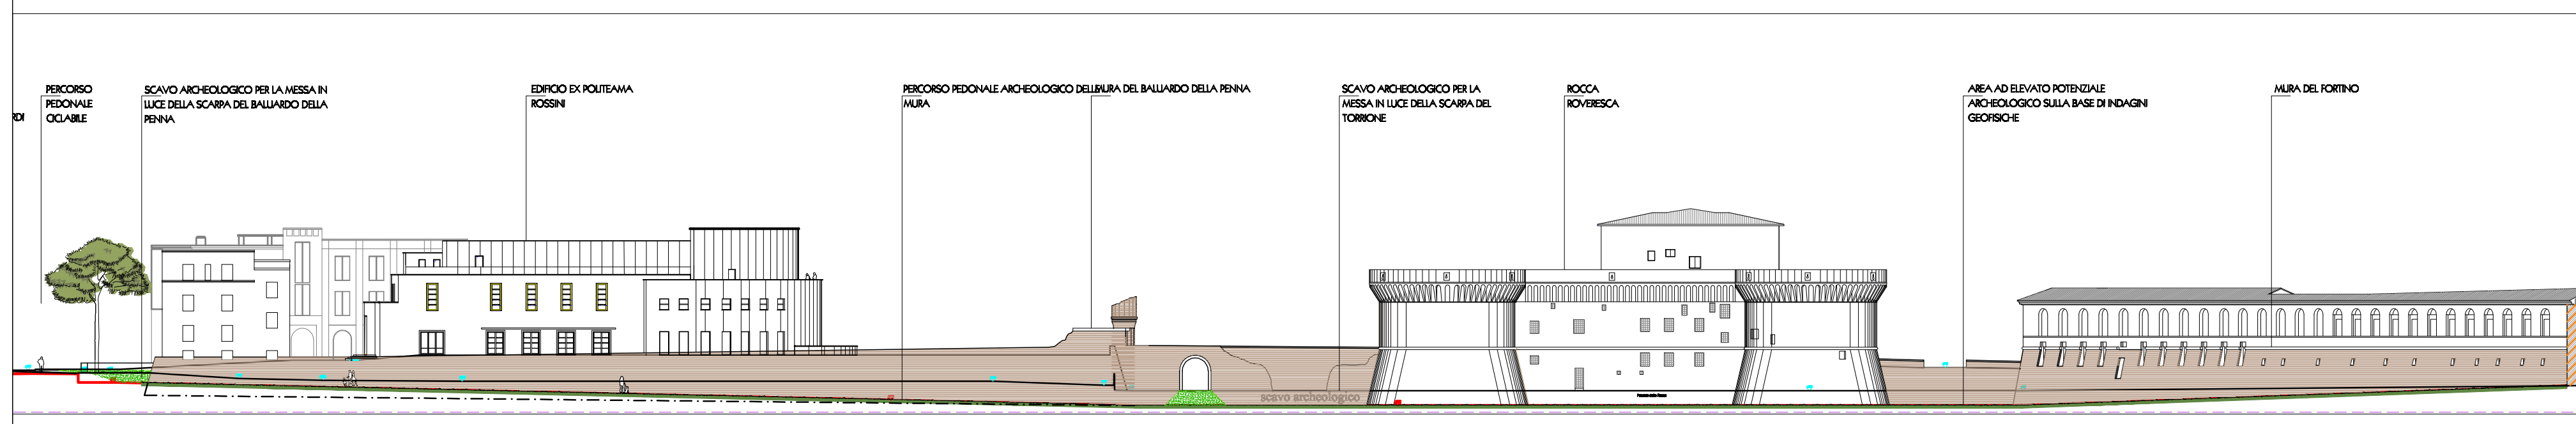 RDI
PERCORSO
PEDONALE
CICLABILE
SCAVO ARCHEOLOGICO PER LA MESSA IN
LUCE DELLA SCARPA DEL BALUARDO DELLA
PENNA
EDIFICIO EX POLITEAMA
ROSSINI
PERCORSO PEDONALE ARCHEOLOGICO DELLE
MURA
MURA DEL BALUARDO DELLA PENNA
SCAVO ARCHEOLOGICO PER LA
MESSA IN LUCE DELLA SCARPA DEL
TORRIONE
ROCCA
ROVERESCA
AREA AD ELEVATO POTENZIALE
ARCHEOLOGICO SULLA BASE DI INDAGINI
GEOFISICHE
MURA DEL FORTINO
scavo archeologico